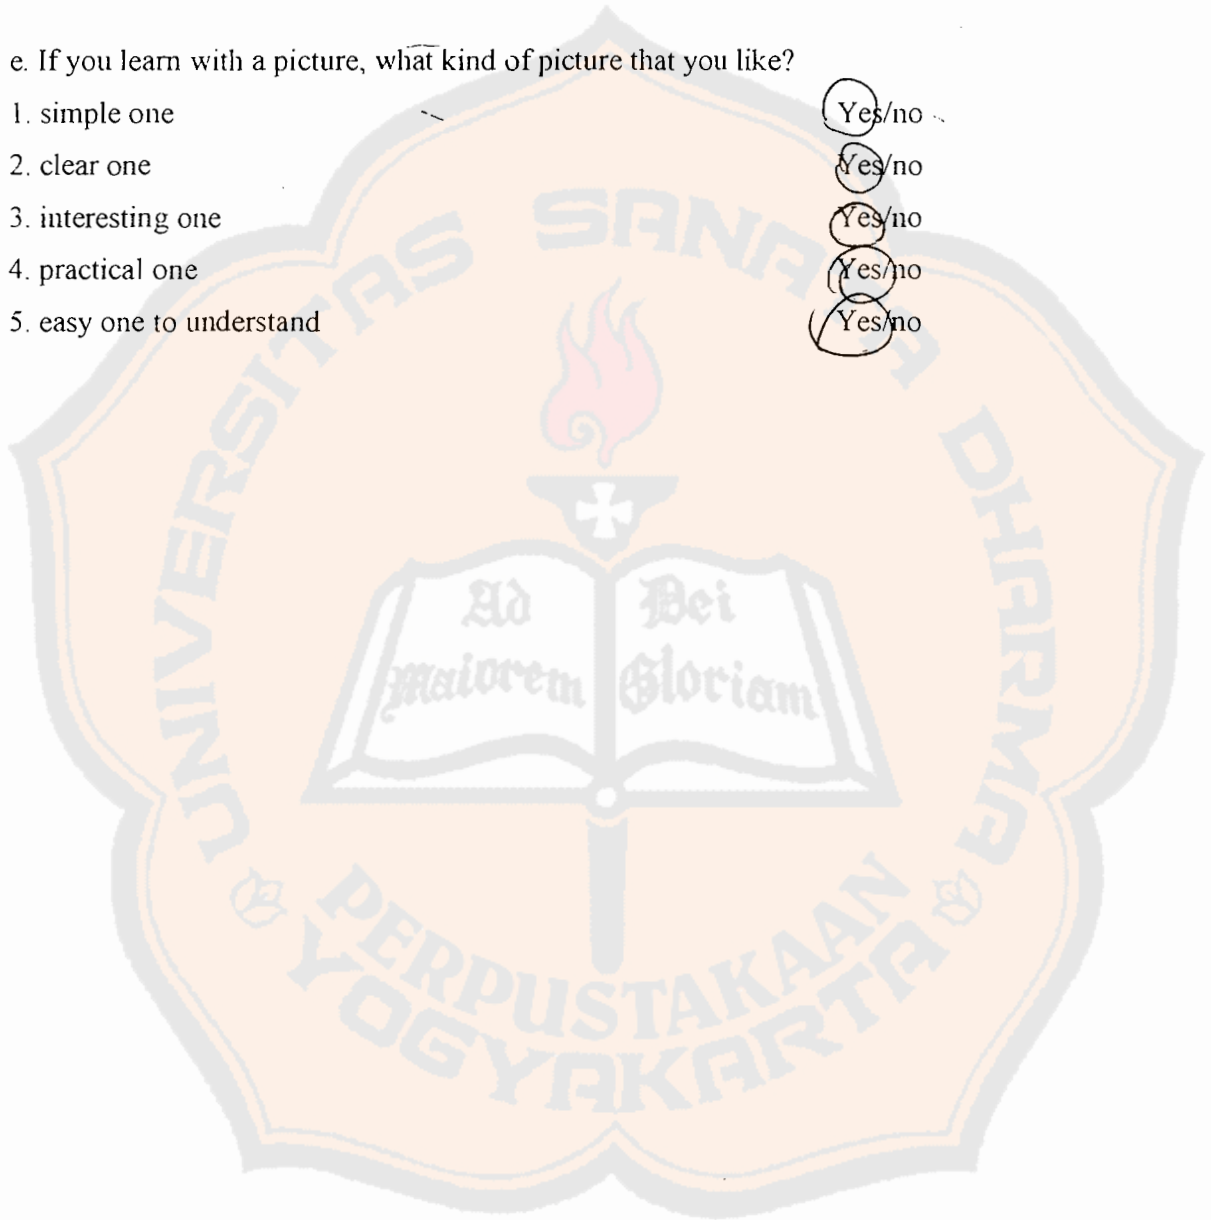 e. If you learn with a picture, what kind of picture that you like?
1. simple one Yes/no
2. clear one Yes/no
3. interesting one Yes/no
4. practical one Yes/no
5. easy one to understand Yes/no
UNIVERSITAS SANATA DHARMA
Ad Dei
Maiorem Gloriam
PERPUSTAKAAN
YOGYAKARTA